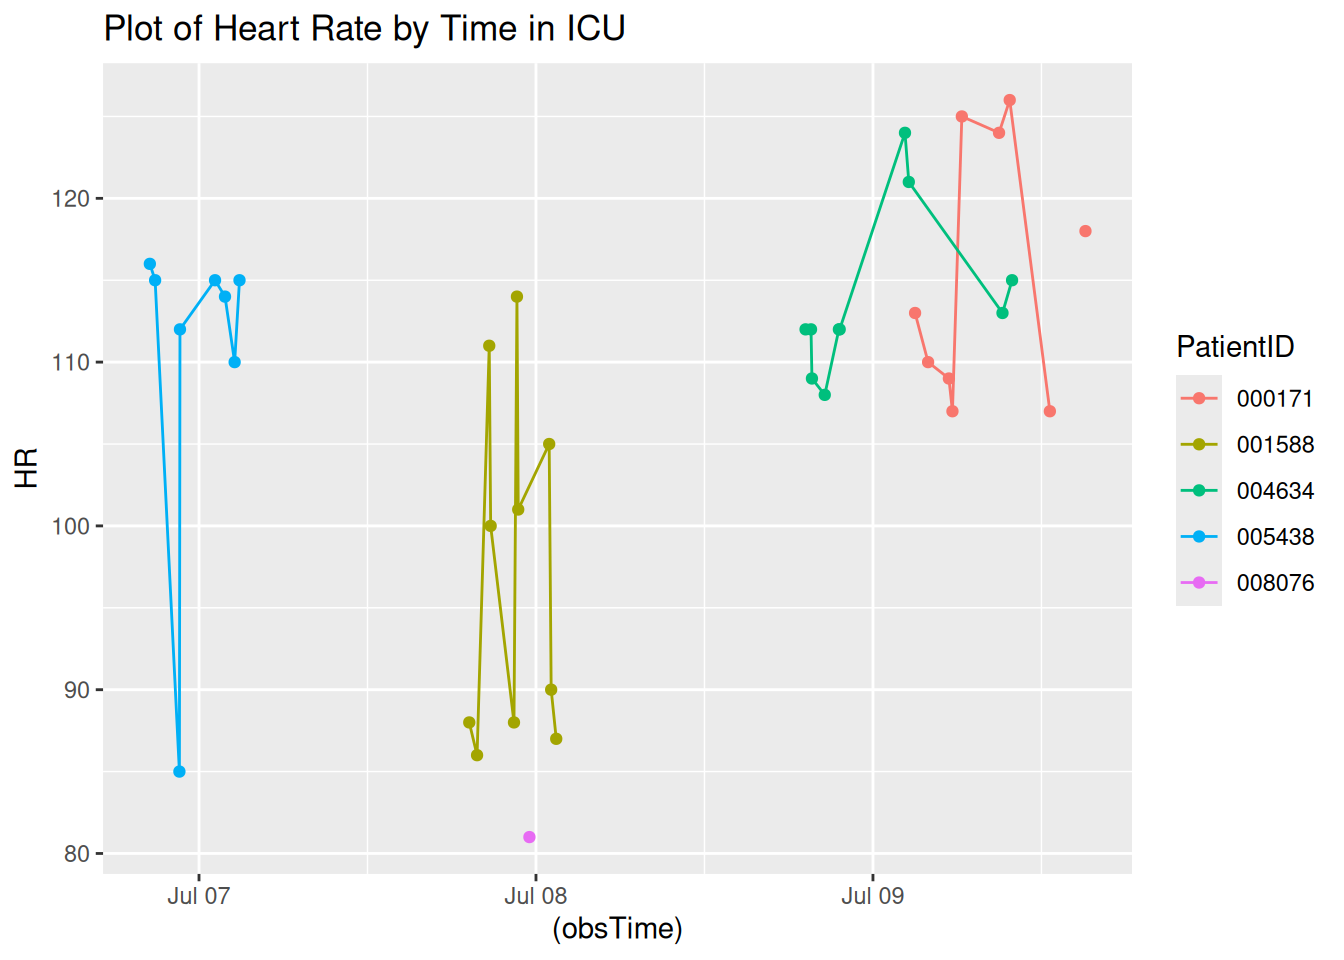 Plot of Heart Rate by Time in ICU
HR
120
110
100
90
80
Jul 07
Jul 08
Jul 09
(obsTime)
PatientID
000171
001588
004634
005438
008076